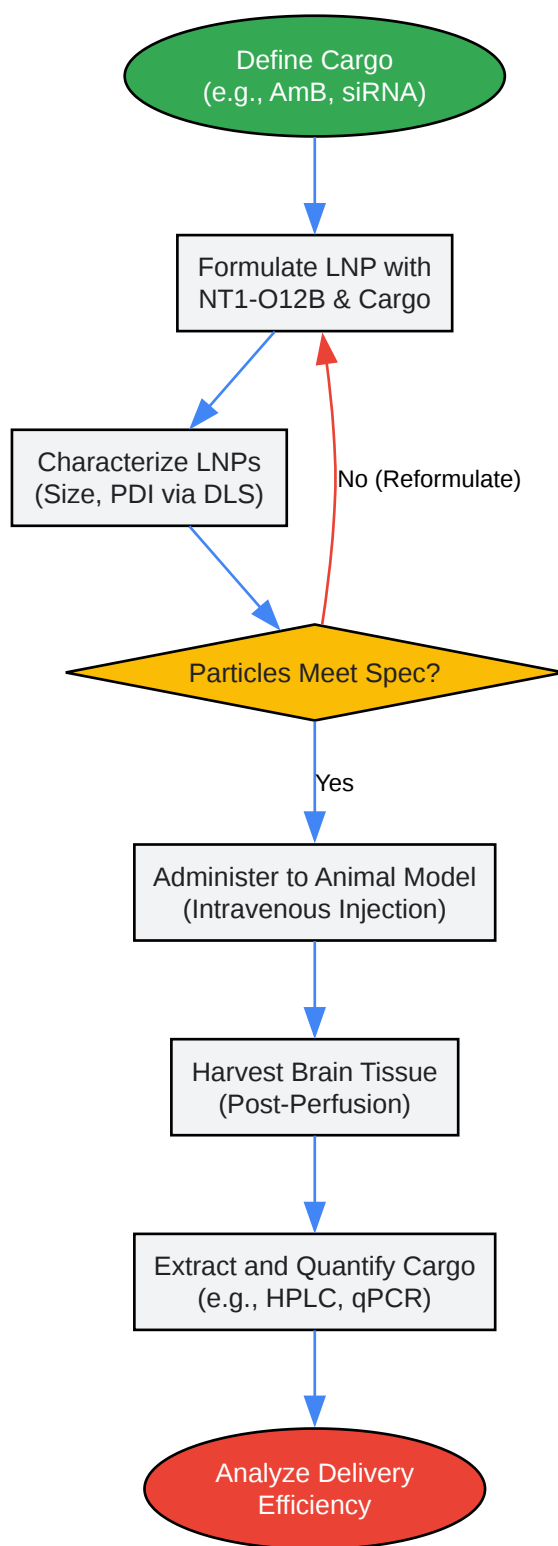 Define Cargo
(e.g., AmB, siRNA)
Formulate LNP with
NT1-O12B & Cargo
Characterize LNPs
(Size, PDI via DLS)
No (Reformulate)
Particles Meet Spec?
Yes
Administer to Animal Model
(Intravenous Injection)
Harvest Brain Tissue
(Post-Perfusion)
Extract and Quantify Cargo
(e.g., HPLC, qPCR)
Analyze Delivery
Efficiency